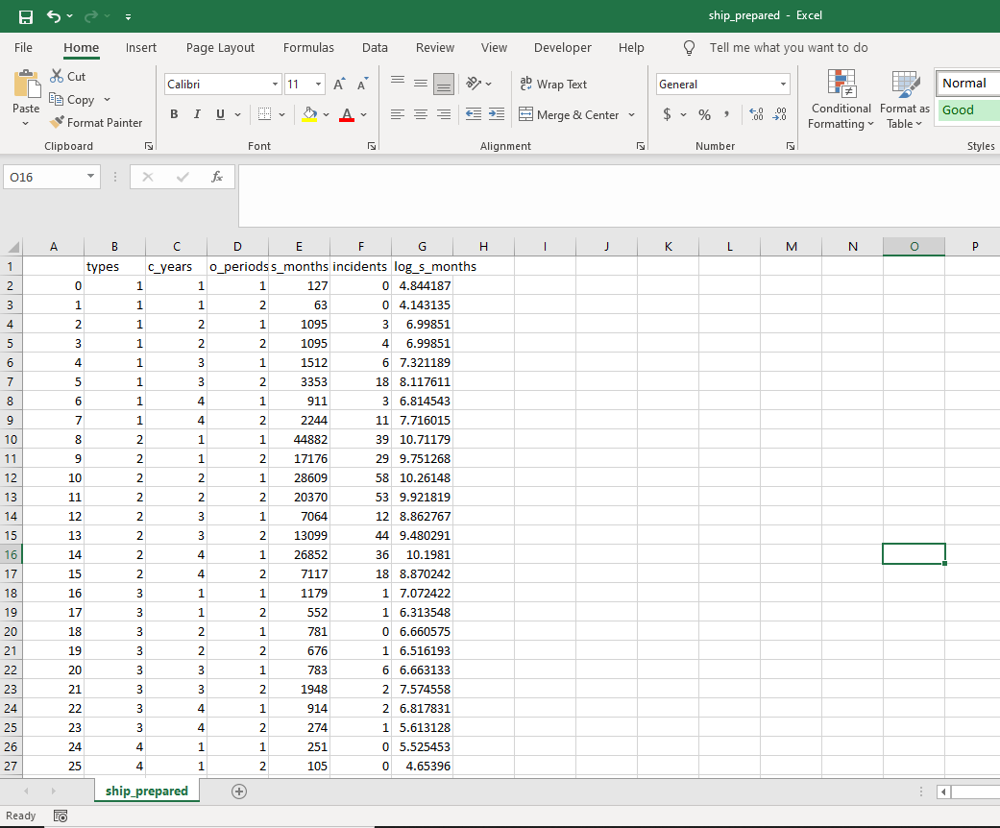 ship_prepared - Excel
File Home Insert Page Layout Formulas Data Review View Developer Help Tell me what you want to do
Paste
Cut
Copy
Format Painter
Clipboard
Calibri 11
B I U
Font
Wrap Text
Merge & Center
Alignment
General
$ % ,
Number
Conditional Formatting
Format as Table
Normal
Good
Styles
O16 fx
A B C D E F G H I J K L M N O P
1 types c_years o_periods s_months incidents log_s_months
2 0 1 1 1 127 0 4.844187
3 1 1 1 2 63 0 4.143135
4 2 1 2 1 1095 3 6.99851
5 3 1 2 2 1095 4 6.99851
6 4 1 3 1 1512 6 7.321189
7 5 1 3 2 3353 18 8.117611
8 6 1 4 1 911 3 6.814543
9 7 1 4 2 2244 11 7.716015
10 8 2 1 1 44882 39 10.71179
11 9 2 1 2 17176 29 9.751268
12 10 2 2 1 28609 58 10.26148
13 11 2 2 2 20370 53 9.921819
14 12 2 3 1 7064 12 8.862767
15 13 2 3 2 13099 44 9.480291
16 14 2 4 1 26852 36 10.1981
17 15 2 4 2 7117 18 8.870242
18 16 3 1 1 1179 1 7.072422
19 17 3 1 2 552 1 6.313548
20 18 3 2 1 781 0 6.660575
21 19 3 2 2 676 1 6.516193
22 20 3 3 1 783 6 6.663133
23 21 3 3 2 1948 2 7.574558
24 22 3 4 1 914 2 6.817831
25 23 3 4 2 274 1 5.613128
26 24 4 1 1 251 0 5.525453
27 25 4 1 2 105 0 4.65396
ship_prepared
Ready